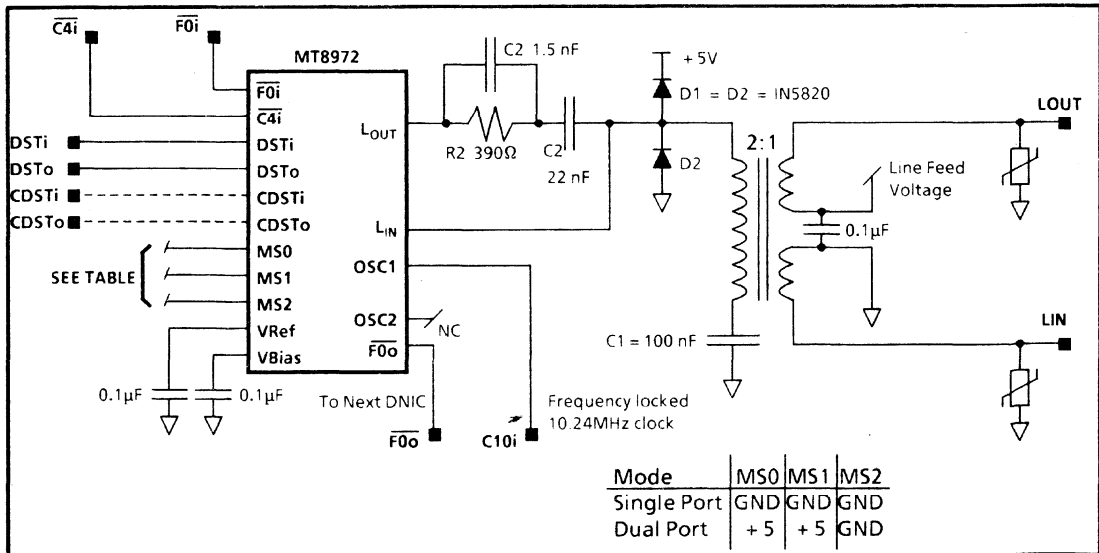 C4i
F0i
MT8972
C2 1.5 nF
+ 5V
D1 = D2 = IN5820
LOUT
F0i
C4i
DSTi
DSTi
LOUT
R2 390Ω
C2
22 nF
D2
2:1
Line Feed
Voltage
DSTo
DSTo
CDSTi
CDSTi
CDSTo
CDSTo
LIN
0.1µF
MS0
SEE TABLE
MS1
OSC1
MS2
OSC2
NC
VRef
F0o
C1 = 100 nF
LIN
VBias
0.1µF
0.1µF
To Next DNIC
Frequency locked
10.24MHz clock
F0o
C10i
Mode MS0 MS1 MS2
Single Port GND GND GND
Dual Port + 5 + 5 GND